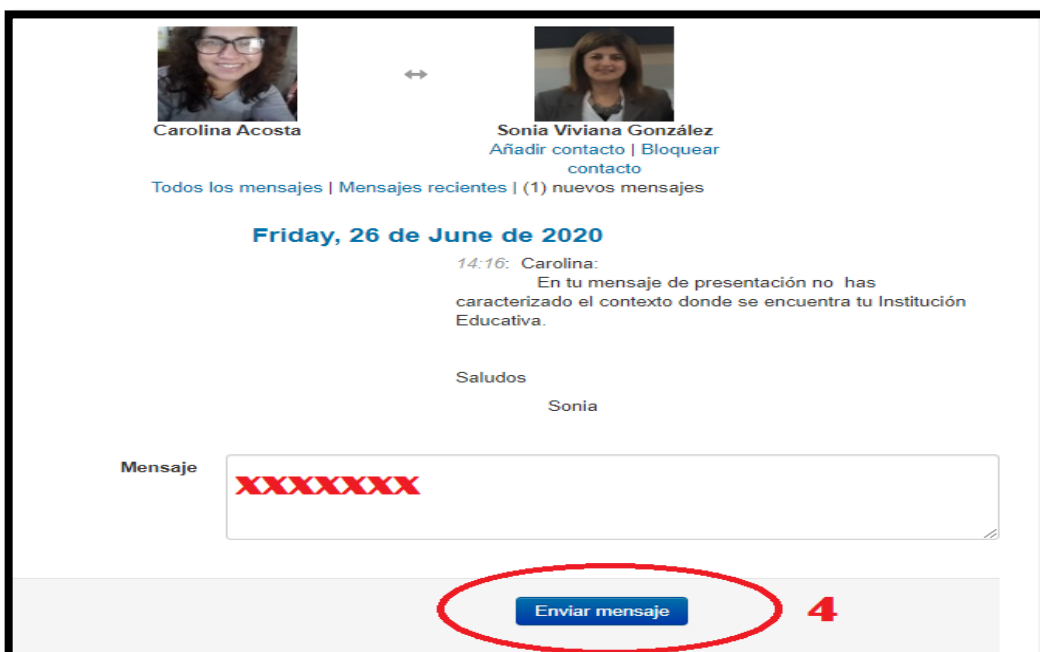 Carolina Acosta
Sonia Viviana González
Añadir contacto | Bloquear
contacto
Todos los mensajes | Mensajes recientes | (1) nuevos mensajes
Friday, 26 de June de 2020
14:16: Carolina:
En tu mensaje de presentación no has
caracterizado el contexto donde se encuentra tu Institución
Educativa.
Saludos
Sonia
Mensaje
XXXXXXX
Enviar mensaje
4